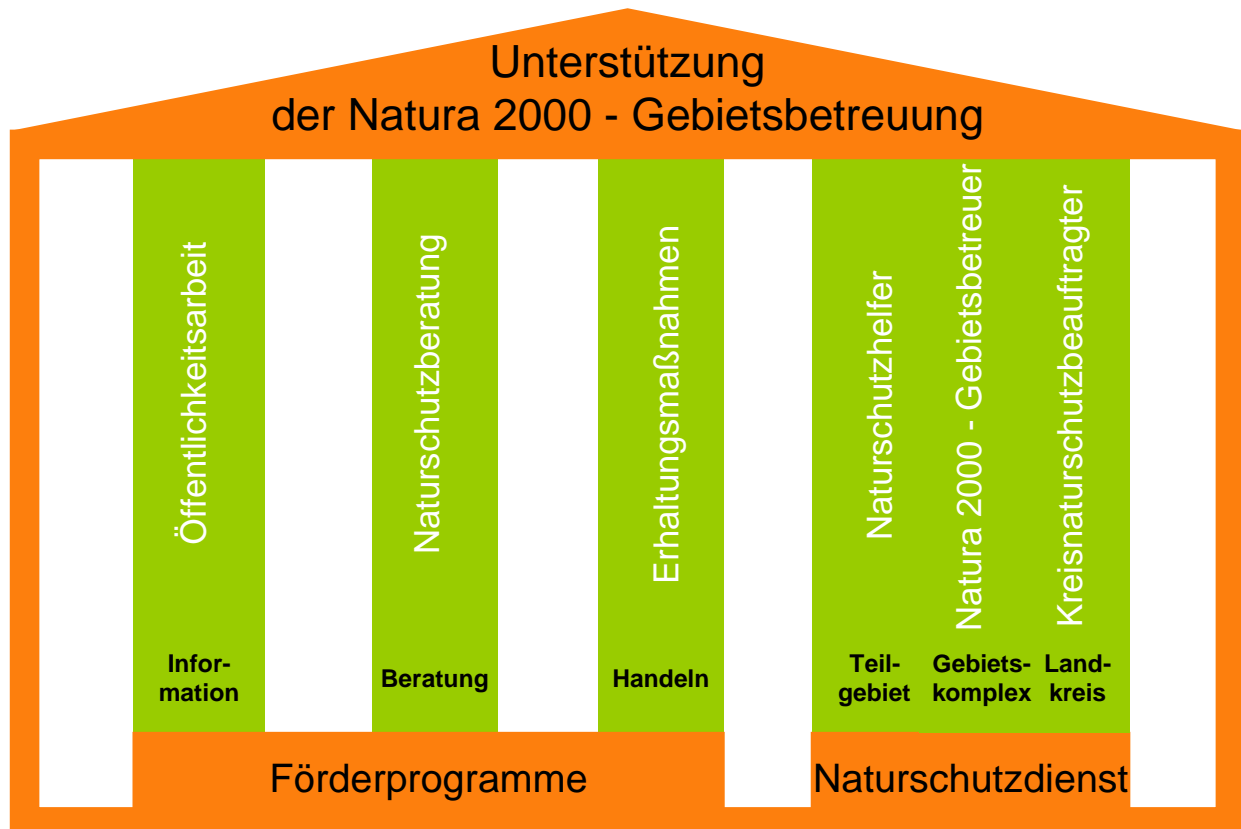 Unterstützung
der Natura 2000 - Gebietsbetreuung
Öffentlichkeitsarbeit
Infor-
mation
Naturschutzberatung
Beratung
Erhaltungsmaßnahmen
Handeln
Naturschutzhelfer
Teil-
gebiet
Natura 2000 - Gebietsbetreuer
Gebiets-
komplex
Kreisnaturschutzbeauftragter
Land-
kreis
Förderprogramme
Naturschutzdienst